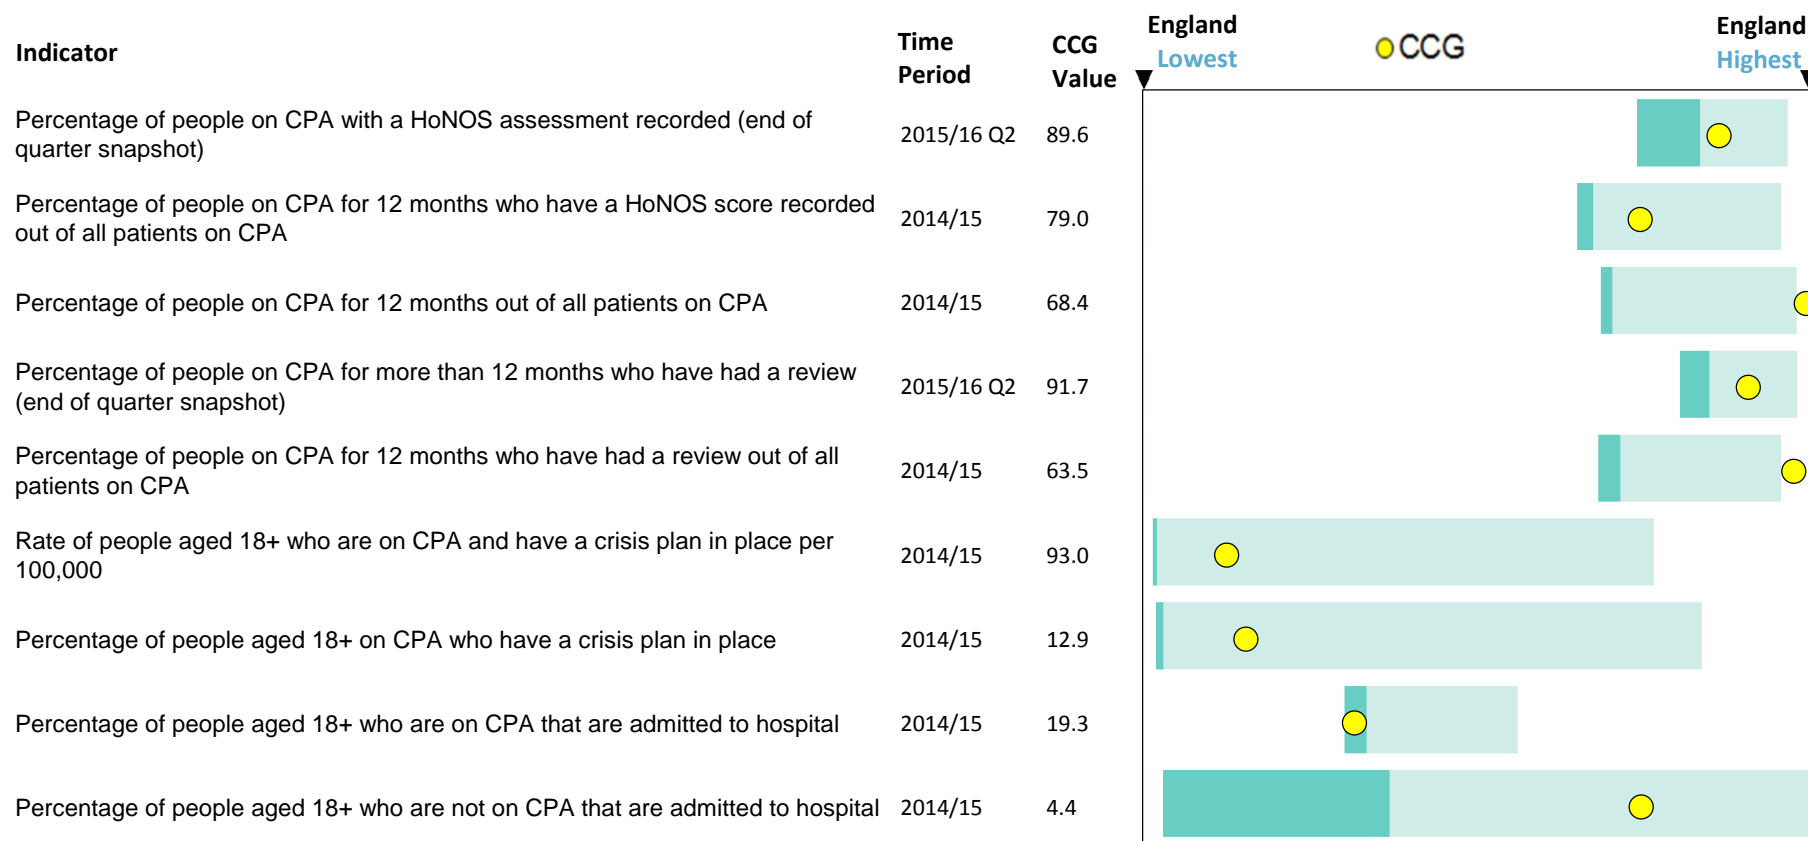 Indicator
Time Period
CCG Value
England Lowest
CCG
England Highest
Percentage of people on CPA with a HoNOS assessment recorded (end of
quarter snapshot)
2015/16 Q2
89.6
Percentage of people on CPA for 12 months who have a HoNOS score recorded
out of all patients on CPA
2014/15
79.0
Percentage of people on CPA for 12 months out of all patients on CPA
2014/15
68.4
Percentage of people on CPA for more than 12 months who have had a review
(end of quarter snapshot)
2015/16 Q2
91.7
Percentage of people on CPA for 12 months who have had a review out of all
patients on CPA
2014/15
63.5
Rate of people aged 18+ who are on CPA and have a crisis plan in place per
100,000
2014/15
93.0
Percentage of people aged 18+ on CPA who have a crisis plan in place
2014/15
12.9
Percentage of people aged 18+ who are on CPA that are admitted to hospital
2014/15
19.3
Percentage of people aged 18+ who are not on CPA that are admitted to hospital
2014/15
4.4